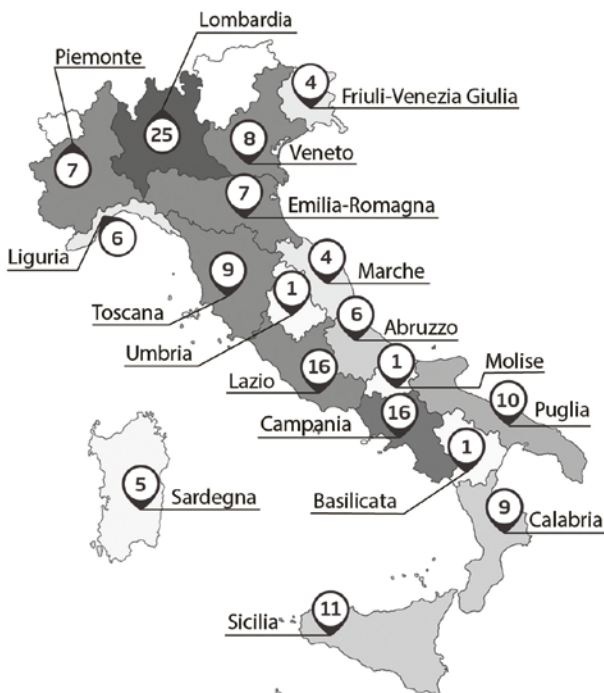 Lombardia
25
Piemonte
7
4
Friuli-Venezia Giulia
8
Veneto
7
Emilia-Romagna
6
Liguria
4
Marche
9
Toscana
1
Umbria
6
Abruzzo
16
Lazio
1
Molise
16
Campania
10
Puglia
1
Basilicata
5
Sardegna
9
Calabria
11
Sicilia